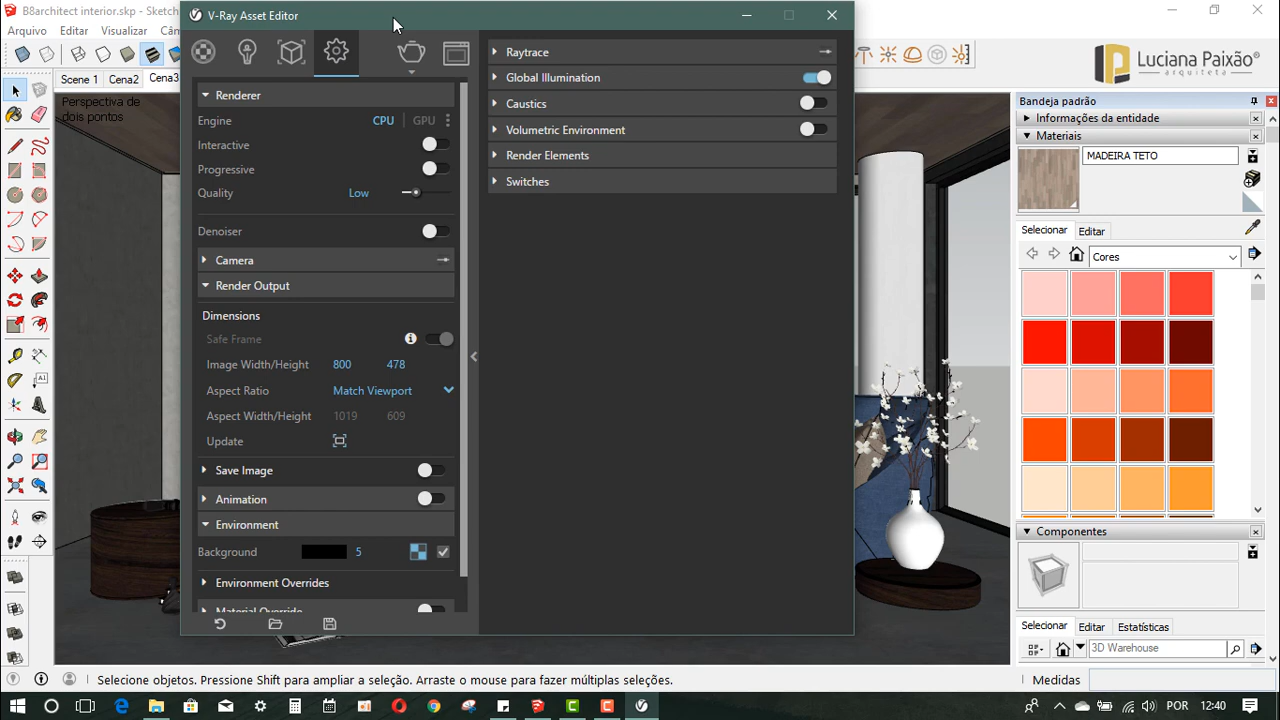 B8architect interior.skp - Sketch
V-Ray Asset Editor
Arquivo Editar
Scene 1 Cena2 Cena3
Perspectiva de
dois pontos
Renderer
Engine CPU GPU
Interactive
Progressive
Quality Low
Denoiser
Camera
Render Output
Dimensions
Safe Frame
Image Width/Height 800 478
Aspect Ratio Match Viewport
Aspect Width/Height 1019 609
Update
Save Image
Animation
Environment
Background 5
Environment Overrides
Material Override
Raytrace
Global Illumination
Caustics
Volumetric Environment
Render Elements
Switches
Luciana Paixão
arquiteta
Bandeja padrão
Informações da entidade
Materiais
MADEIRA TETO
Selecionar Editar
Cores
Componentes
Selecionar Editar Estatísticas
3D Warehouse
Selecione objetos. Pressione Shift para ampliar a seleção. Arraste o mouse para fazer múltiplas seleções.
Medidas
POR 12:40